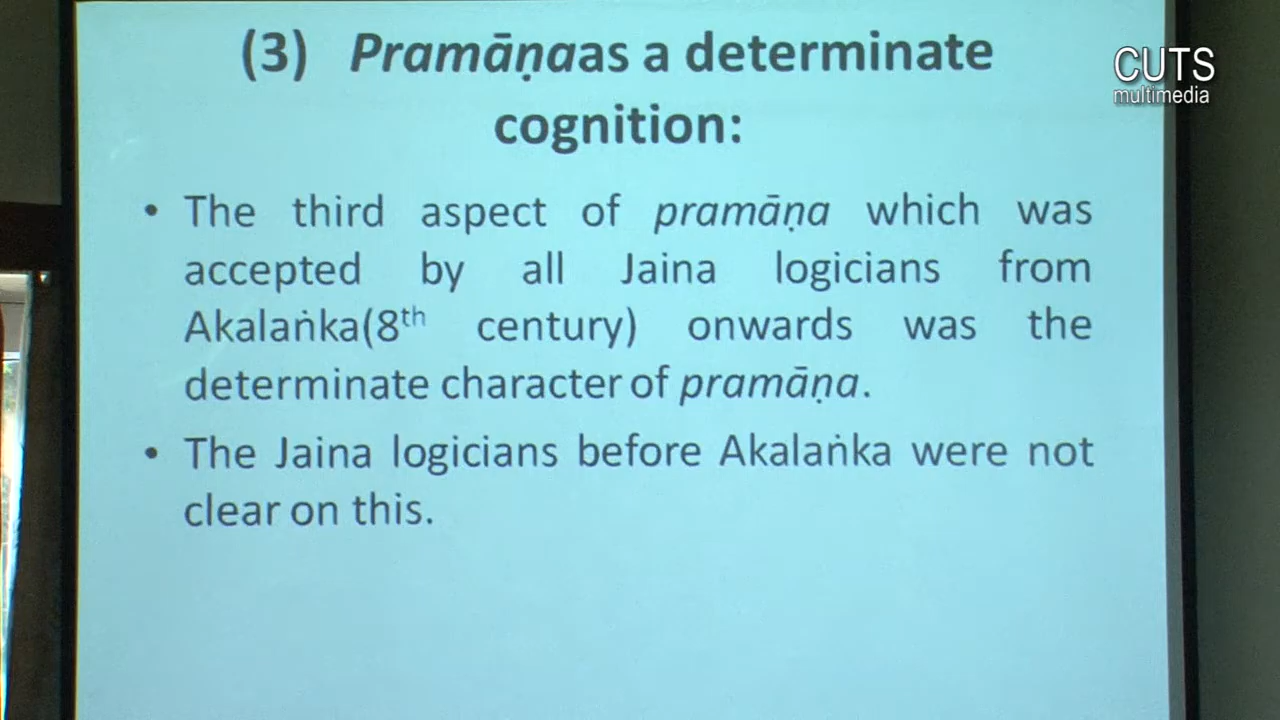 (3) Pramāṇaas a determinate
cognition:
CUTS
multimedia
• The third aspect of pramāṇa which was
accepted by all Jaina logicians from
Akalaṅka(8th century) onwards was the
determinate character of pramāṇa.
• The Jaina logicians before Akalaṅka were not
clear on this.